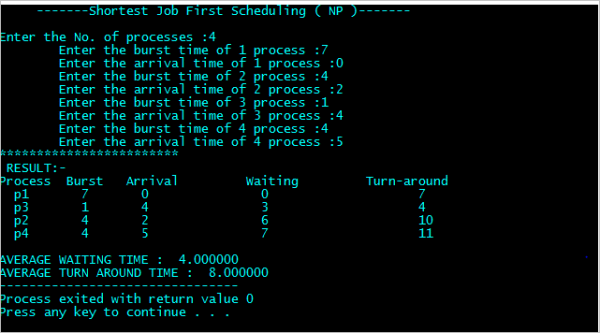 -------Shortest Job First Scheduling ( NP )-------
Enter the No. of processes :4
Enter the burst time of 1 process :7
Enter the arrival time of 1 process :0
Enter the burst time of 2 process :4
Enter the arrival time of 2 process :2
Enter the burst time of 3 process :1
Enter the arrival time of 3 process :4
Enter the burst time of 4 process :4
Enter the arrival time of 4 process :5
************************
RESULT:-
Process Burst Arrival Waiting Turn-around
p1 7 0 0 7
p3 1 4 3 4
p2 4 2 6 10
p4 4 5 7 11
AVERAGE WAITING TIME : 4.000000
AVERAGE TURN AROUND TIME : 8.000000
--------------------------------
Process exited with return value 0
Press any key to continue . . .